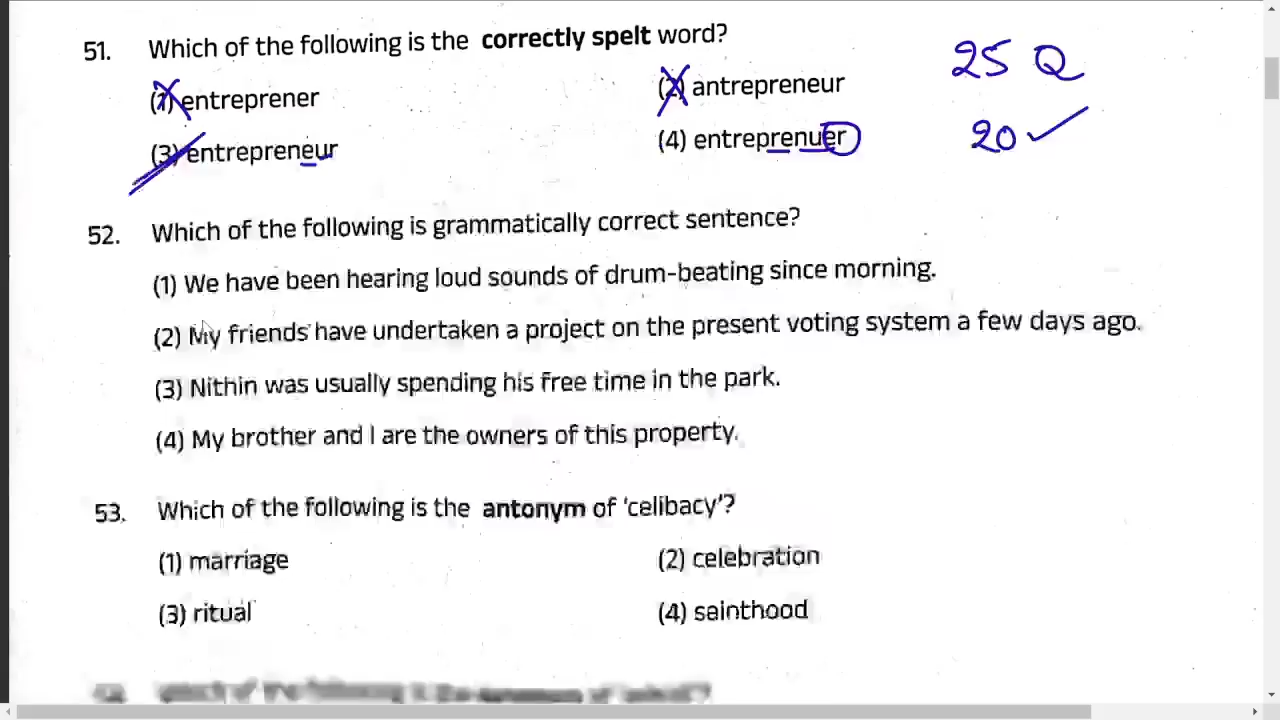 51. Which of the following is the correctly spelt word?
(1) entreprener (2) antrepreneur
(3) entrepreneur (4) entreprenuer
25 Q
20 ✓
52. Which of the following is grammatically correct sentence?
(1) We have been hearing loud sounds of drum-beating since morning.
(2) My friends have undertaken a project on the present voting system a few days ago.
(3) Nithin was usually spending his free time in the park.
(4) My brother and I are the owners of this property.
53. Which of the following is the antonym of 'celibacy'?
(1) marriage (2) celebration
(3) ritual (4) sainthood